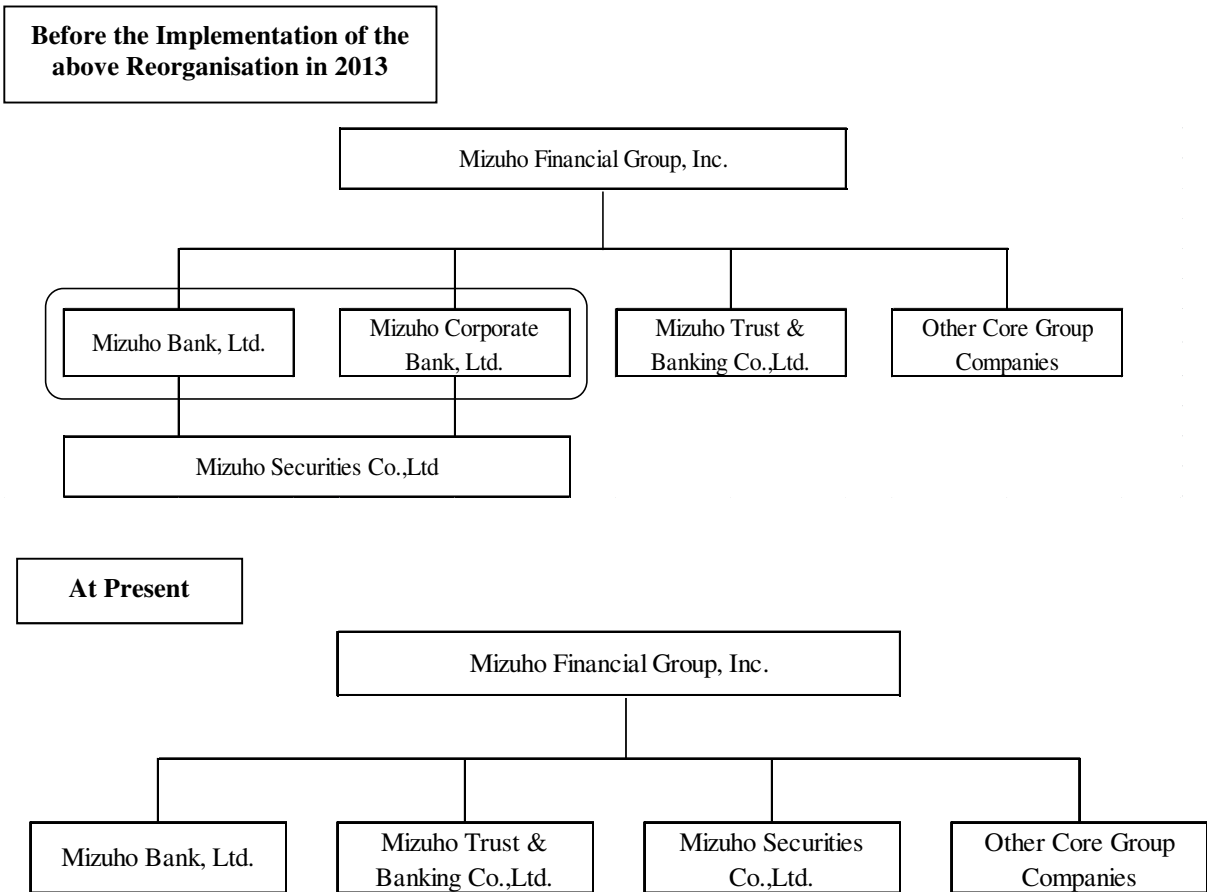 Before the Implementation of the
above Reorganisation in 2013
Mizuho Financial Group, Inc.
Mizuho Bank, Ltd.
Mizuho Corporate
Bank, Ltd.
Mizuho Trust &
Banking Co.,Ltd.
Other Core Group
Companies
Mizuho Securities Co.,Ltd
At Present
Mizuho Financial Group, Inc.
Mizuho Bank, Ltd.
Mizuho Trust &
Banking Co.,Ltd.
Mizuho Securities
Co.,Ltd.
Other Core Group
Companies